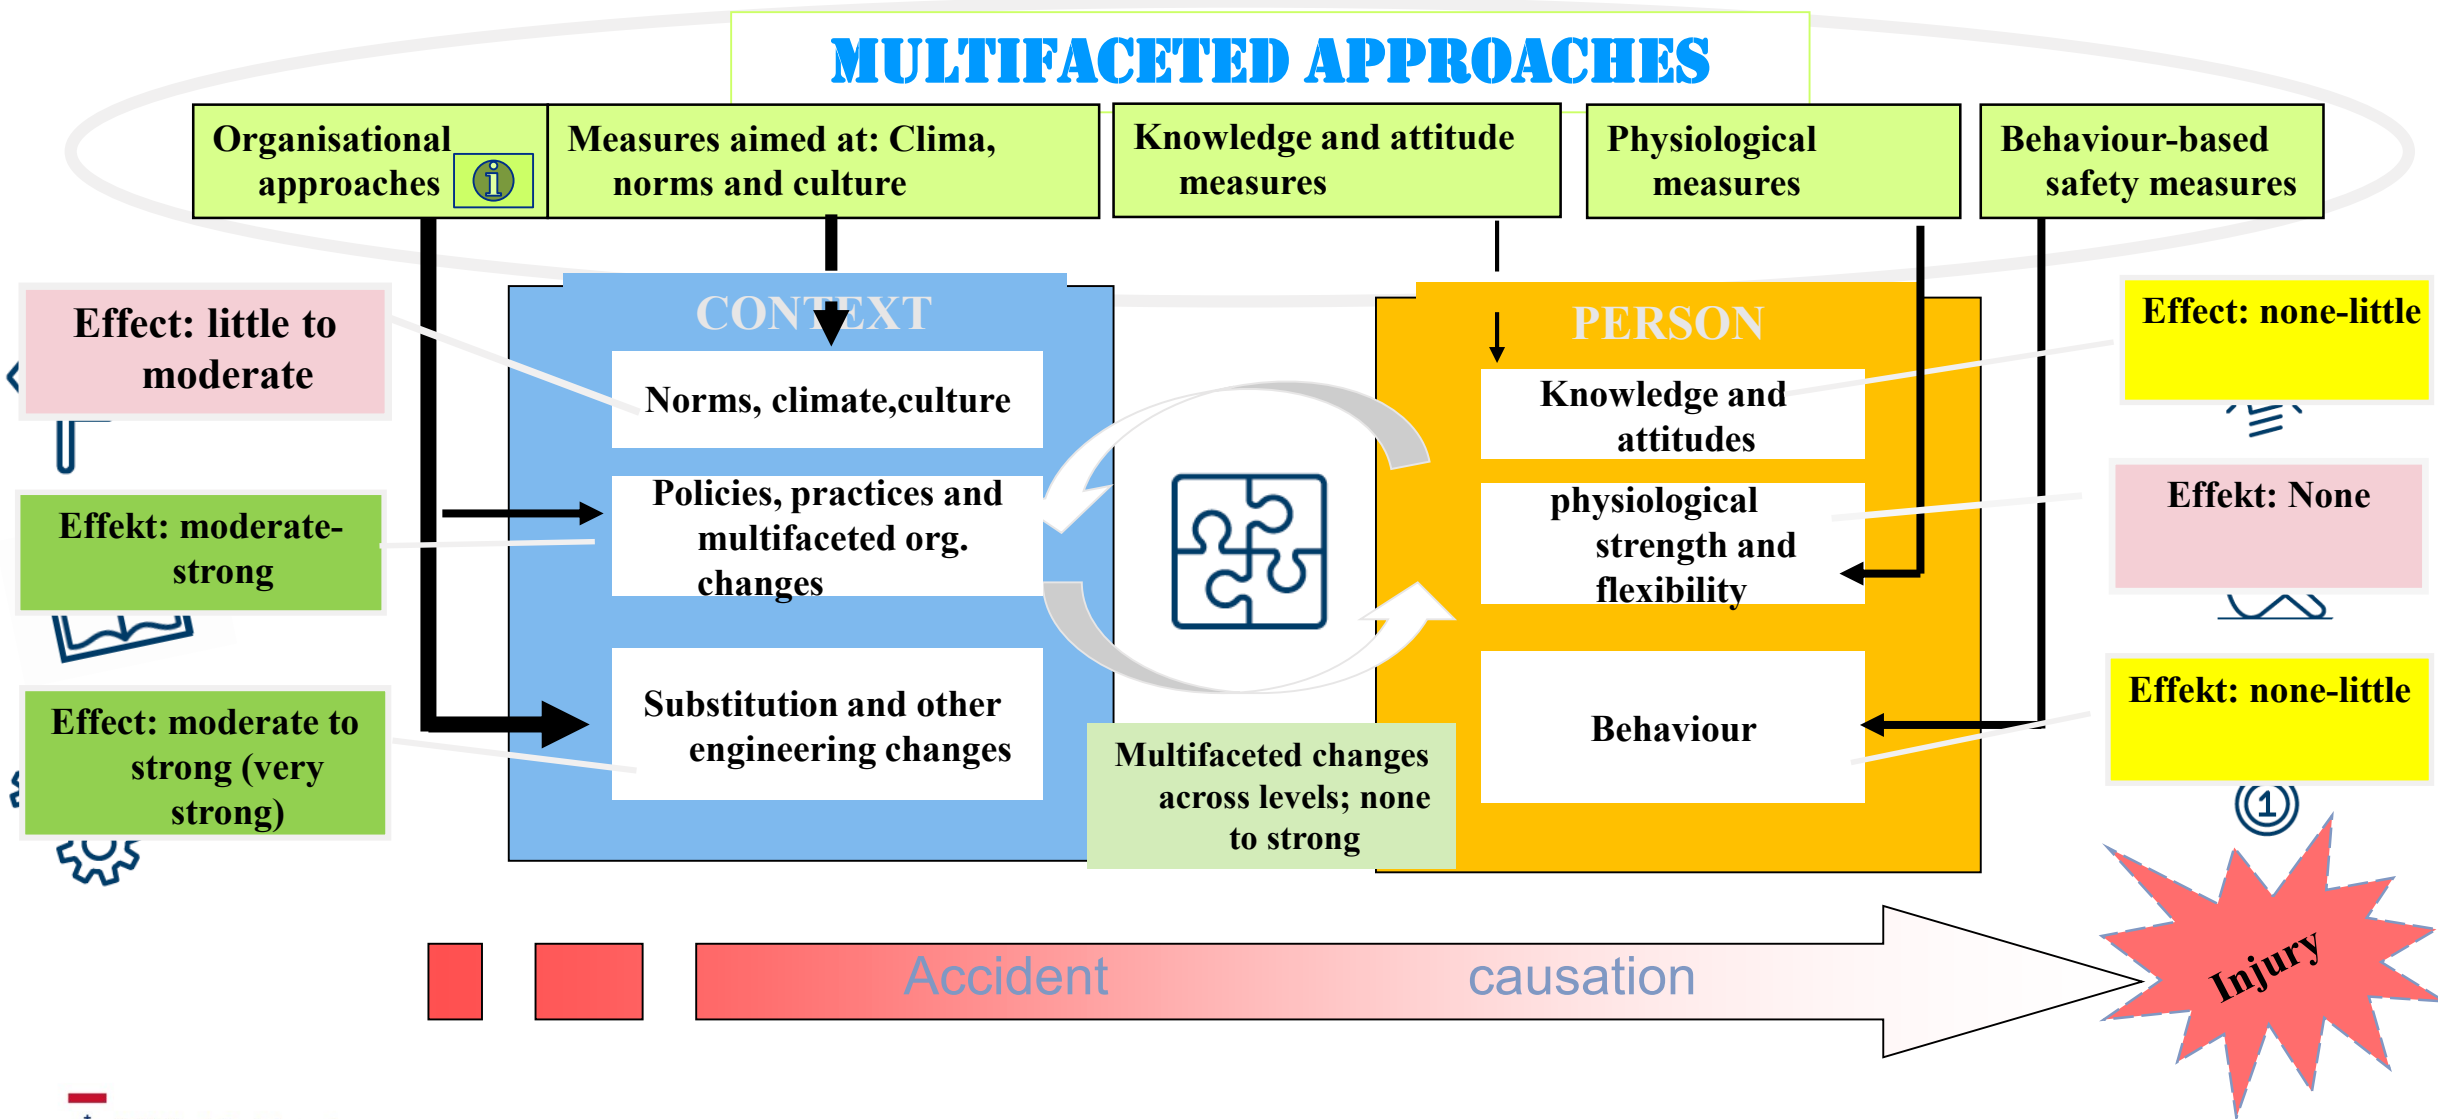 MULTIFACETED APPROACHES
Organisational
approaches
Measures aimed at: Clima,
norms and culture
Knowledge and attitude
measures
Physiological
measures
Behaviour-based
safety measures
CONTEXT
PERSON
Effect: little to
moderate
Norms, climate,culture
Knowledge and
attitudes
Effect: none-little
Effekt: moderate-
strong
Policies, practices and
multifaceted org.
changes
physiological
strength and
flexibility
Effekt: None
Effect: moderate to
strong (very
strong)
Substitution and other
engineering changes
Multifaceted changes
across levels; none
to strong
Behaviour
Effekt: none-little
1
Accident causation
Injury